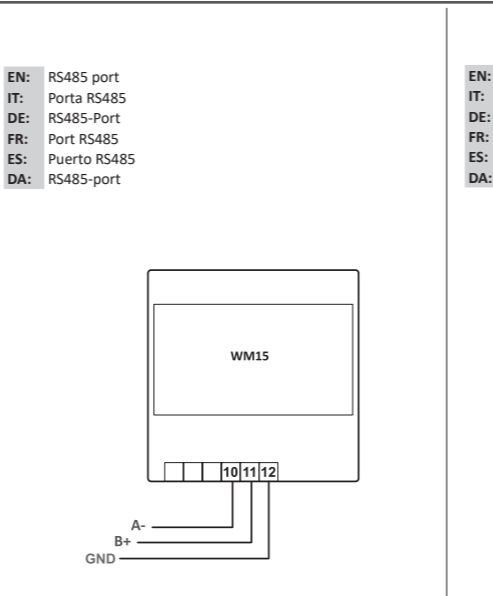 EN: RS485 port
IT: Porta RS485
DE: RS485-Port
FR: Port RS485
ES: Puerto RS485
DA: RS485-port
EN:
IT:
DE:
FR:
ES:
DA:
WM15
10 11 12
A-
B+
GND